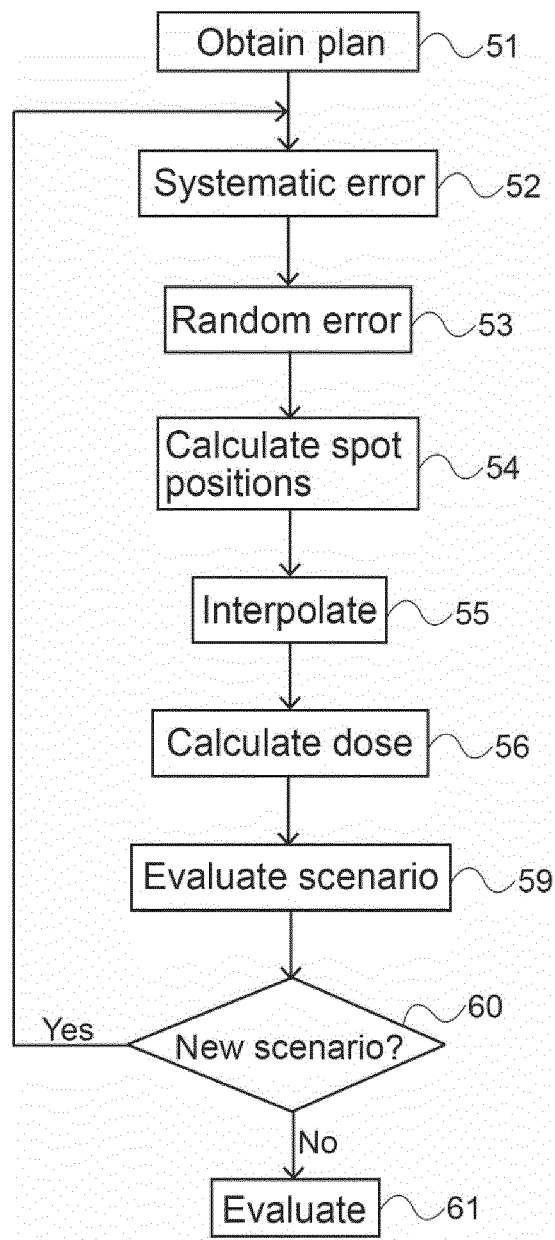 Obtain plan 51
Systematic error 52
Random error 53
Calculate spot
positions 54
Interpolate 55
Calculate dose 56
Evaluate scenario 59
60
Yes New scenario?
No
Evaluate 61